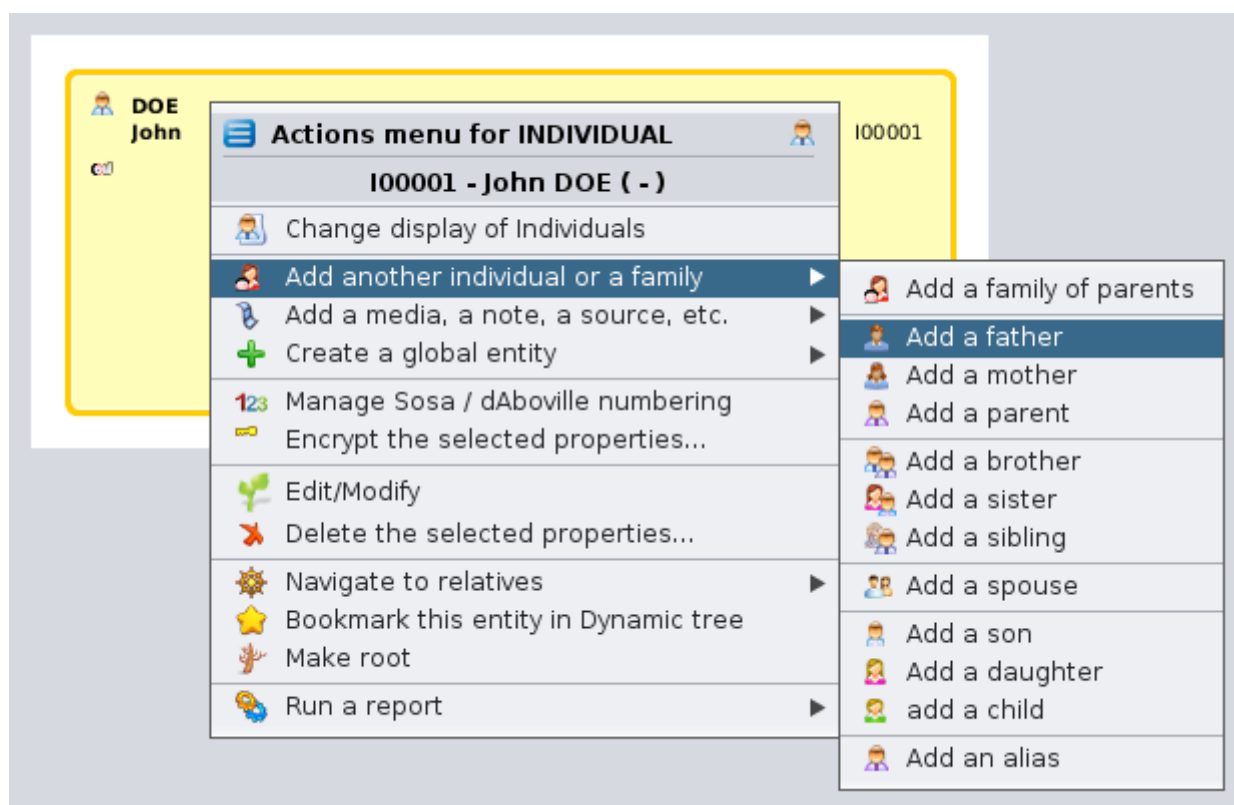 DOE
John
I00001
Actions menu for INDIVIDUAL
I00001 - John DOE ( - )
Change display of Individuals
Add another individual or a family
Add a media, a note, a source, etc.
Create a global entity
123 Manage Sosa / dAboville numbering
Encrypt the selected properties...
Edit/Modify
Delete the selected properties...
Navigate to relatives
Bookmark this entity in Dynamic tree
Make root
Run a report
Add a family of parents
Add a father
Add a mother
Add a parent
Add a brother
Add a sister
Add a sibling
Add a spouse
Add a son
Add a daughter
add a child
Add an alias